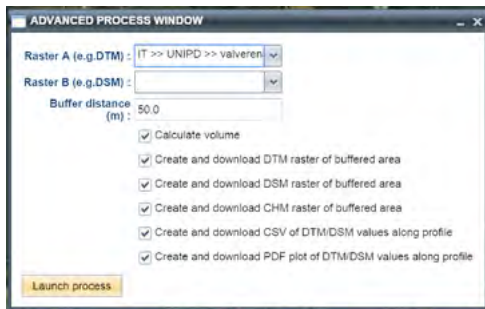 ADVANCED PROCESS WINDOW
Raster A (e.g.DTM) : IT >> UNIPD >> valveren
Raster B (e.g.DSM) :
Buffer distance (m) : 50.0
Calculate volume
Create and download DTM raster of buffered area
Create and download DSM raster of buffered area
Create and download CHM raster of buffered area
Create and download CSV of DTM/DSM values along profile
Create and download PDF plot of DTM/DSM values along profile
Launch process